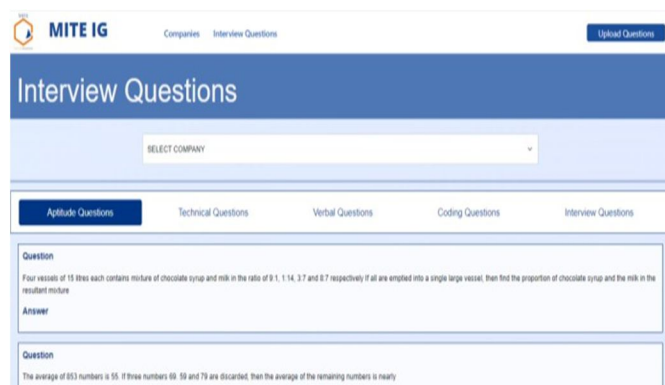 MITE IG
Companies
Interview Questions
Upload Questions
Interview Questions
SELECT COMPANY
Aptitude Questions
Technical Questions
Verbal Questions
Coding Questions
Interview Questions
Question
Four vessels of 15 litres each contains mixture of chocolate syrup and milk in the ratio of 9:1, 1:14, 3:7 and 8:7 respectively If all are emptied into a single large vessel, then find the proportion of chocolate syrup and the milk in the
resultant mixture
Answer
Question
The average of 853 numbers is 55. If three numbers 69. 59 and 79 are discarded, then the average of the remaining numbers is nearly